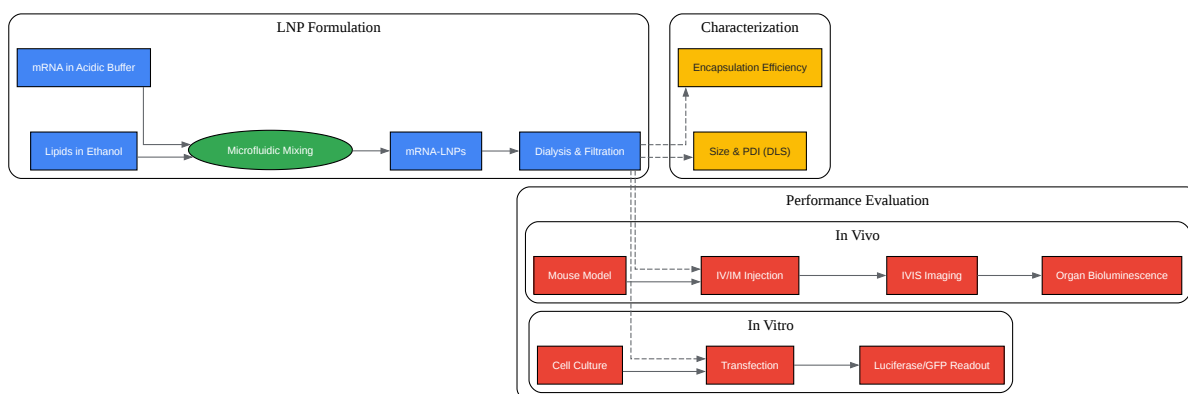 LNP Formulation
Characterization
mRNA in Acidic Buffer
Encapsulation Efficiency
Lipids in Ethanol
Microfluidic Mixing
mRNA-LNPs
Dialysis & Filtration
Size & PDI (DLS)
Performance Evaluation
In Vivo
Mouse Model
IV/IM Injection
IVIS Imaging
Organ Bioluminescence
In Vitro
Cell Culture
Transfection
Luciferase/GFP Readout